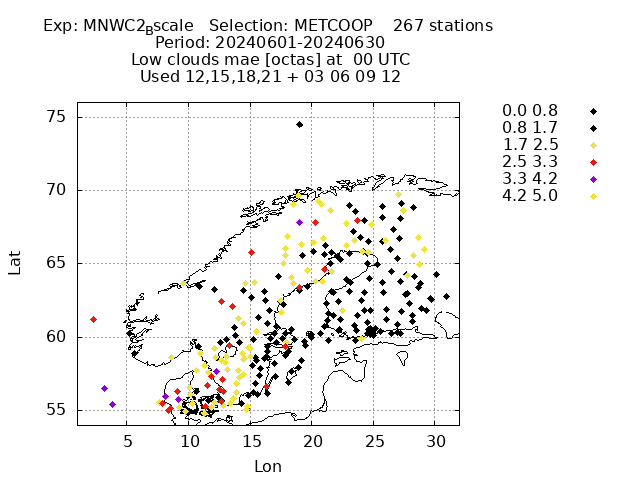 Exp: MNWC2_Bscale   Selection: METCOOP    267 stations
Period: 20240601-20240630
Low clouds mae [octas] at  00 UTC
Used 12,15,18,21 + 03 06 09 12
0.0 0.8
0.8 1.7
1.7 2.5
2.5 3.3
3.3 4.2
4.2 5.0
75
70
65
60
55
Lat
5 10 15 20 25 30
Lon